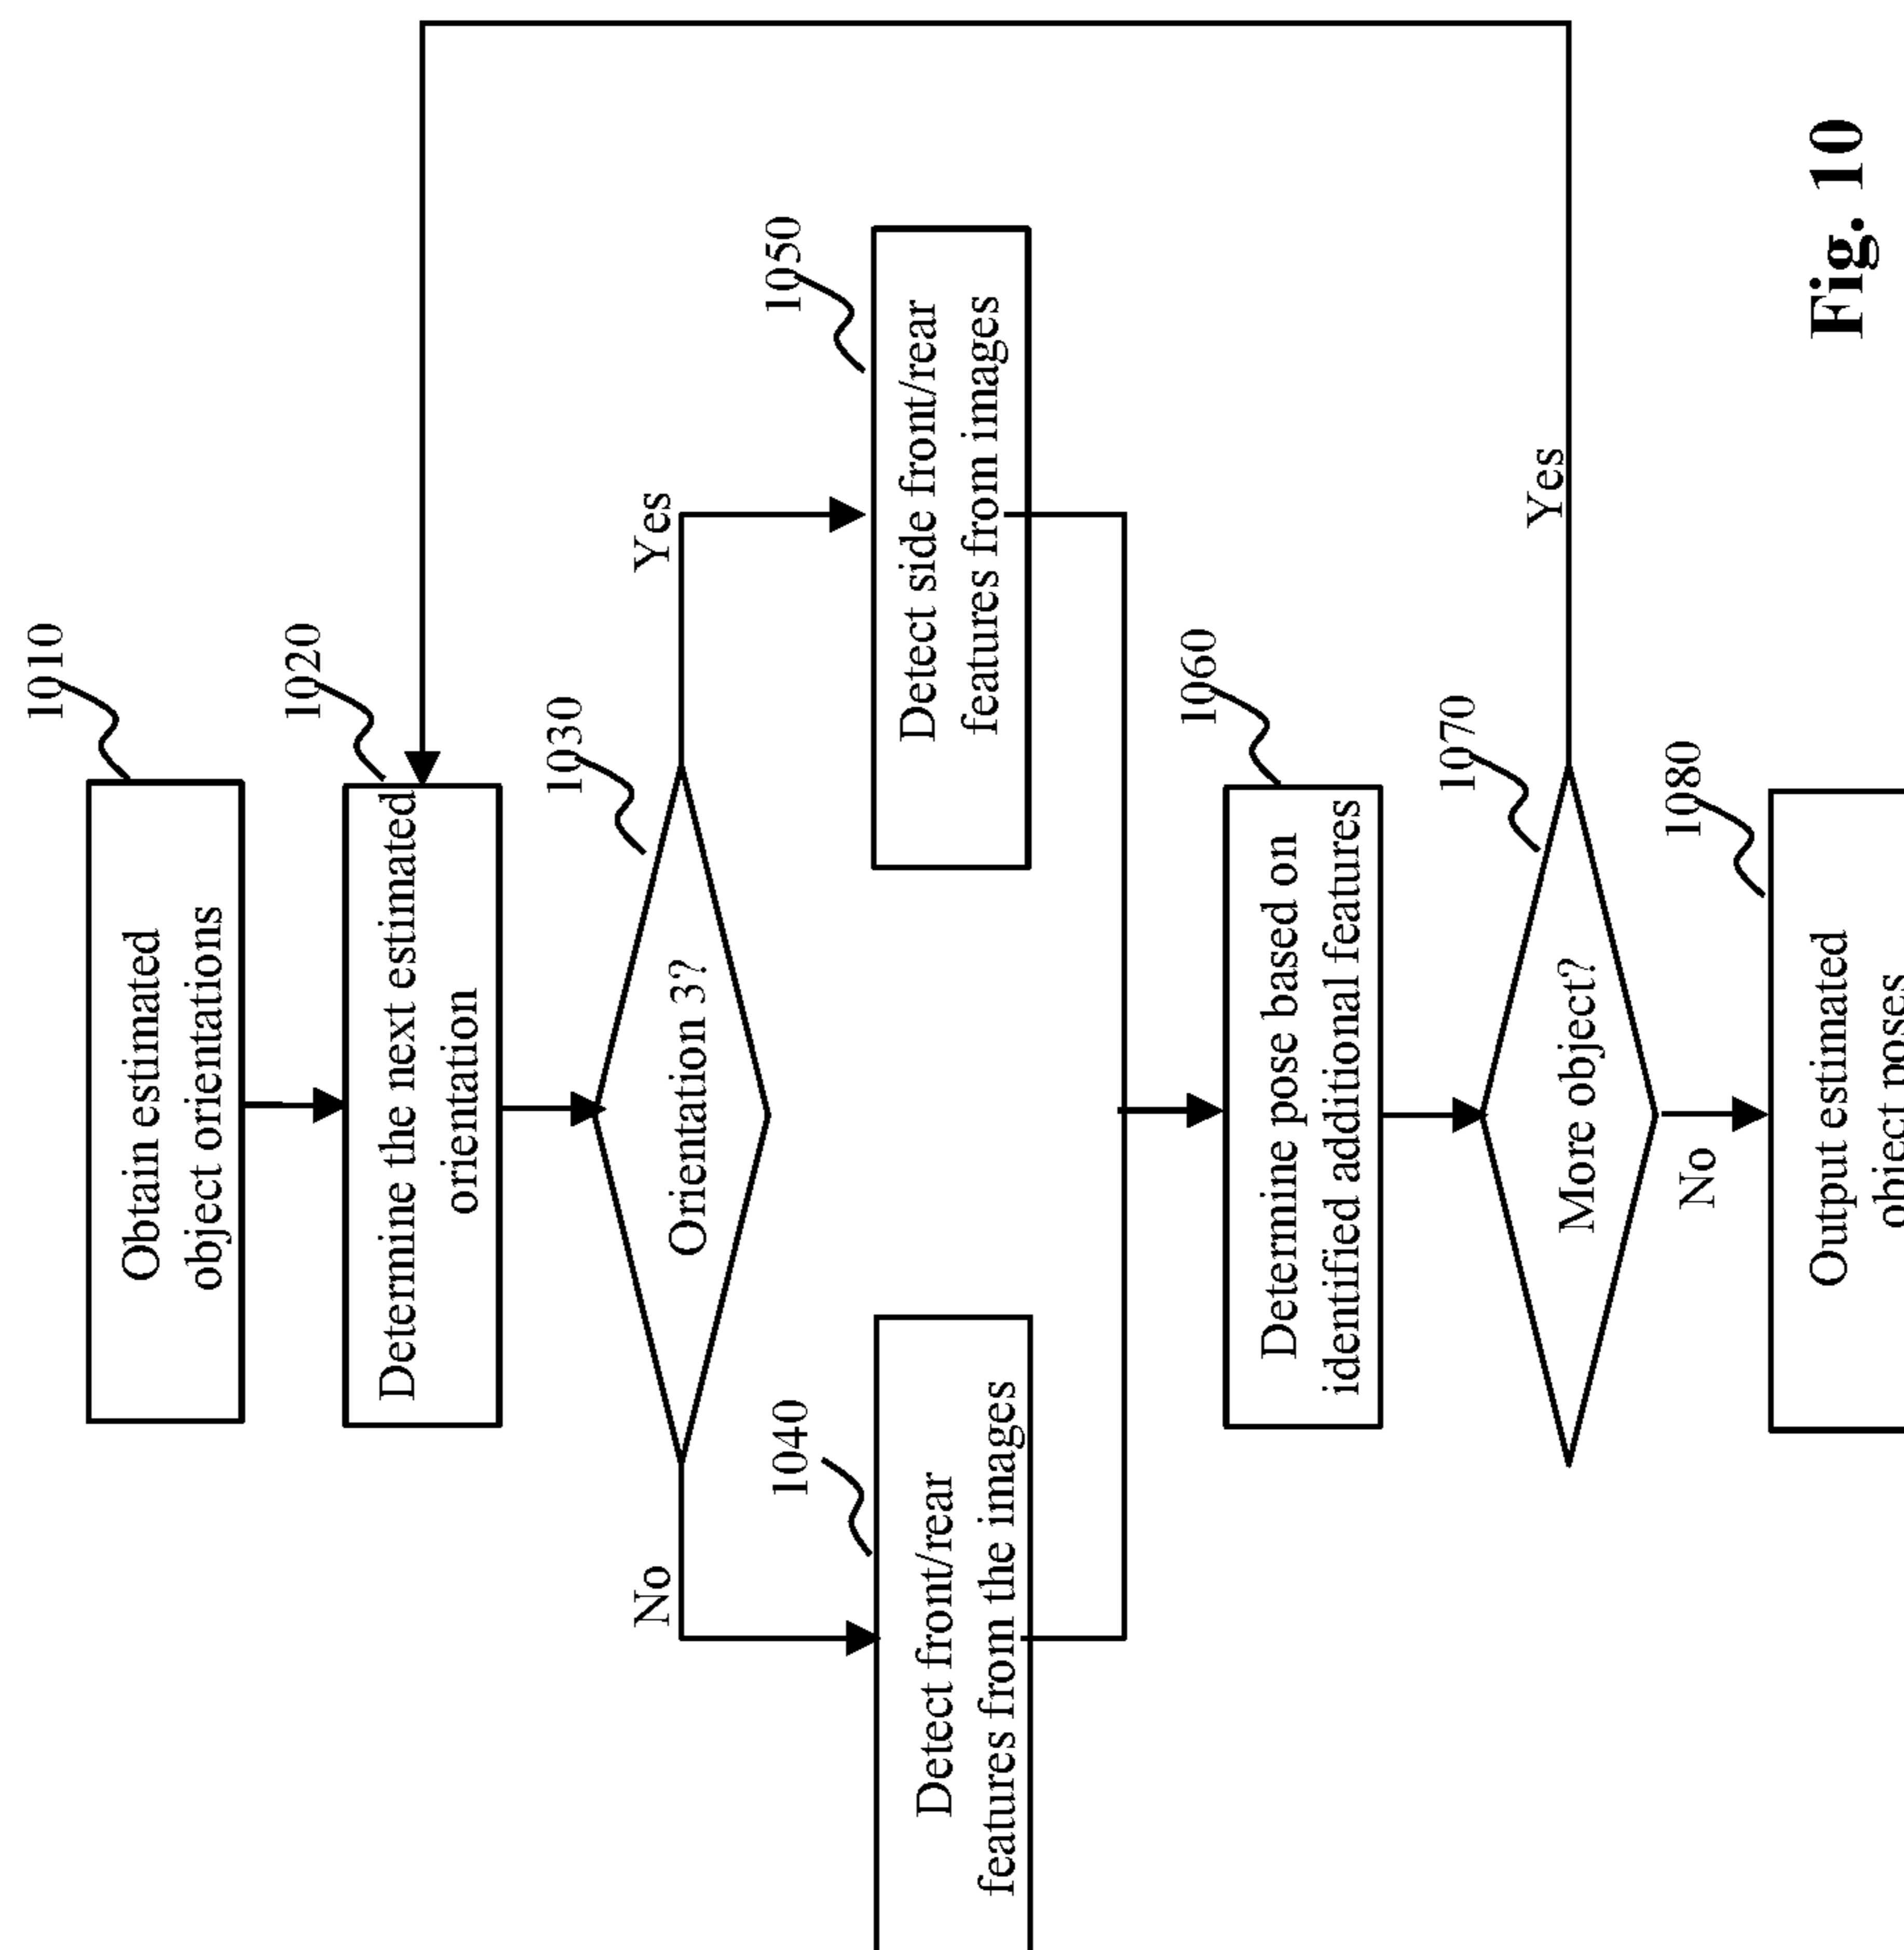 1010
Obtain estimated
object orientations
1020
Determine the next estimated
orientation
1030
Orientation 3?
No
Yes
1040
Detect front/rear
features from the images
1050
Detect side front/rear
features from images
1060
Determine pose based on
identified additional features
1070
More object?
Yes
No
1080
Output estimated
object poses
Fig. 10